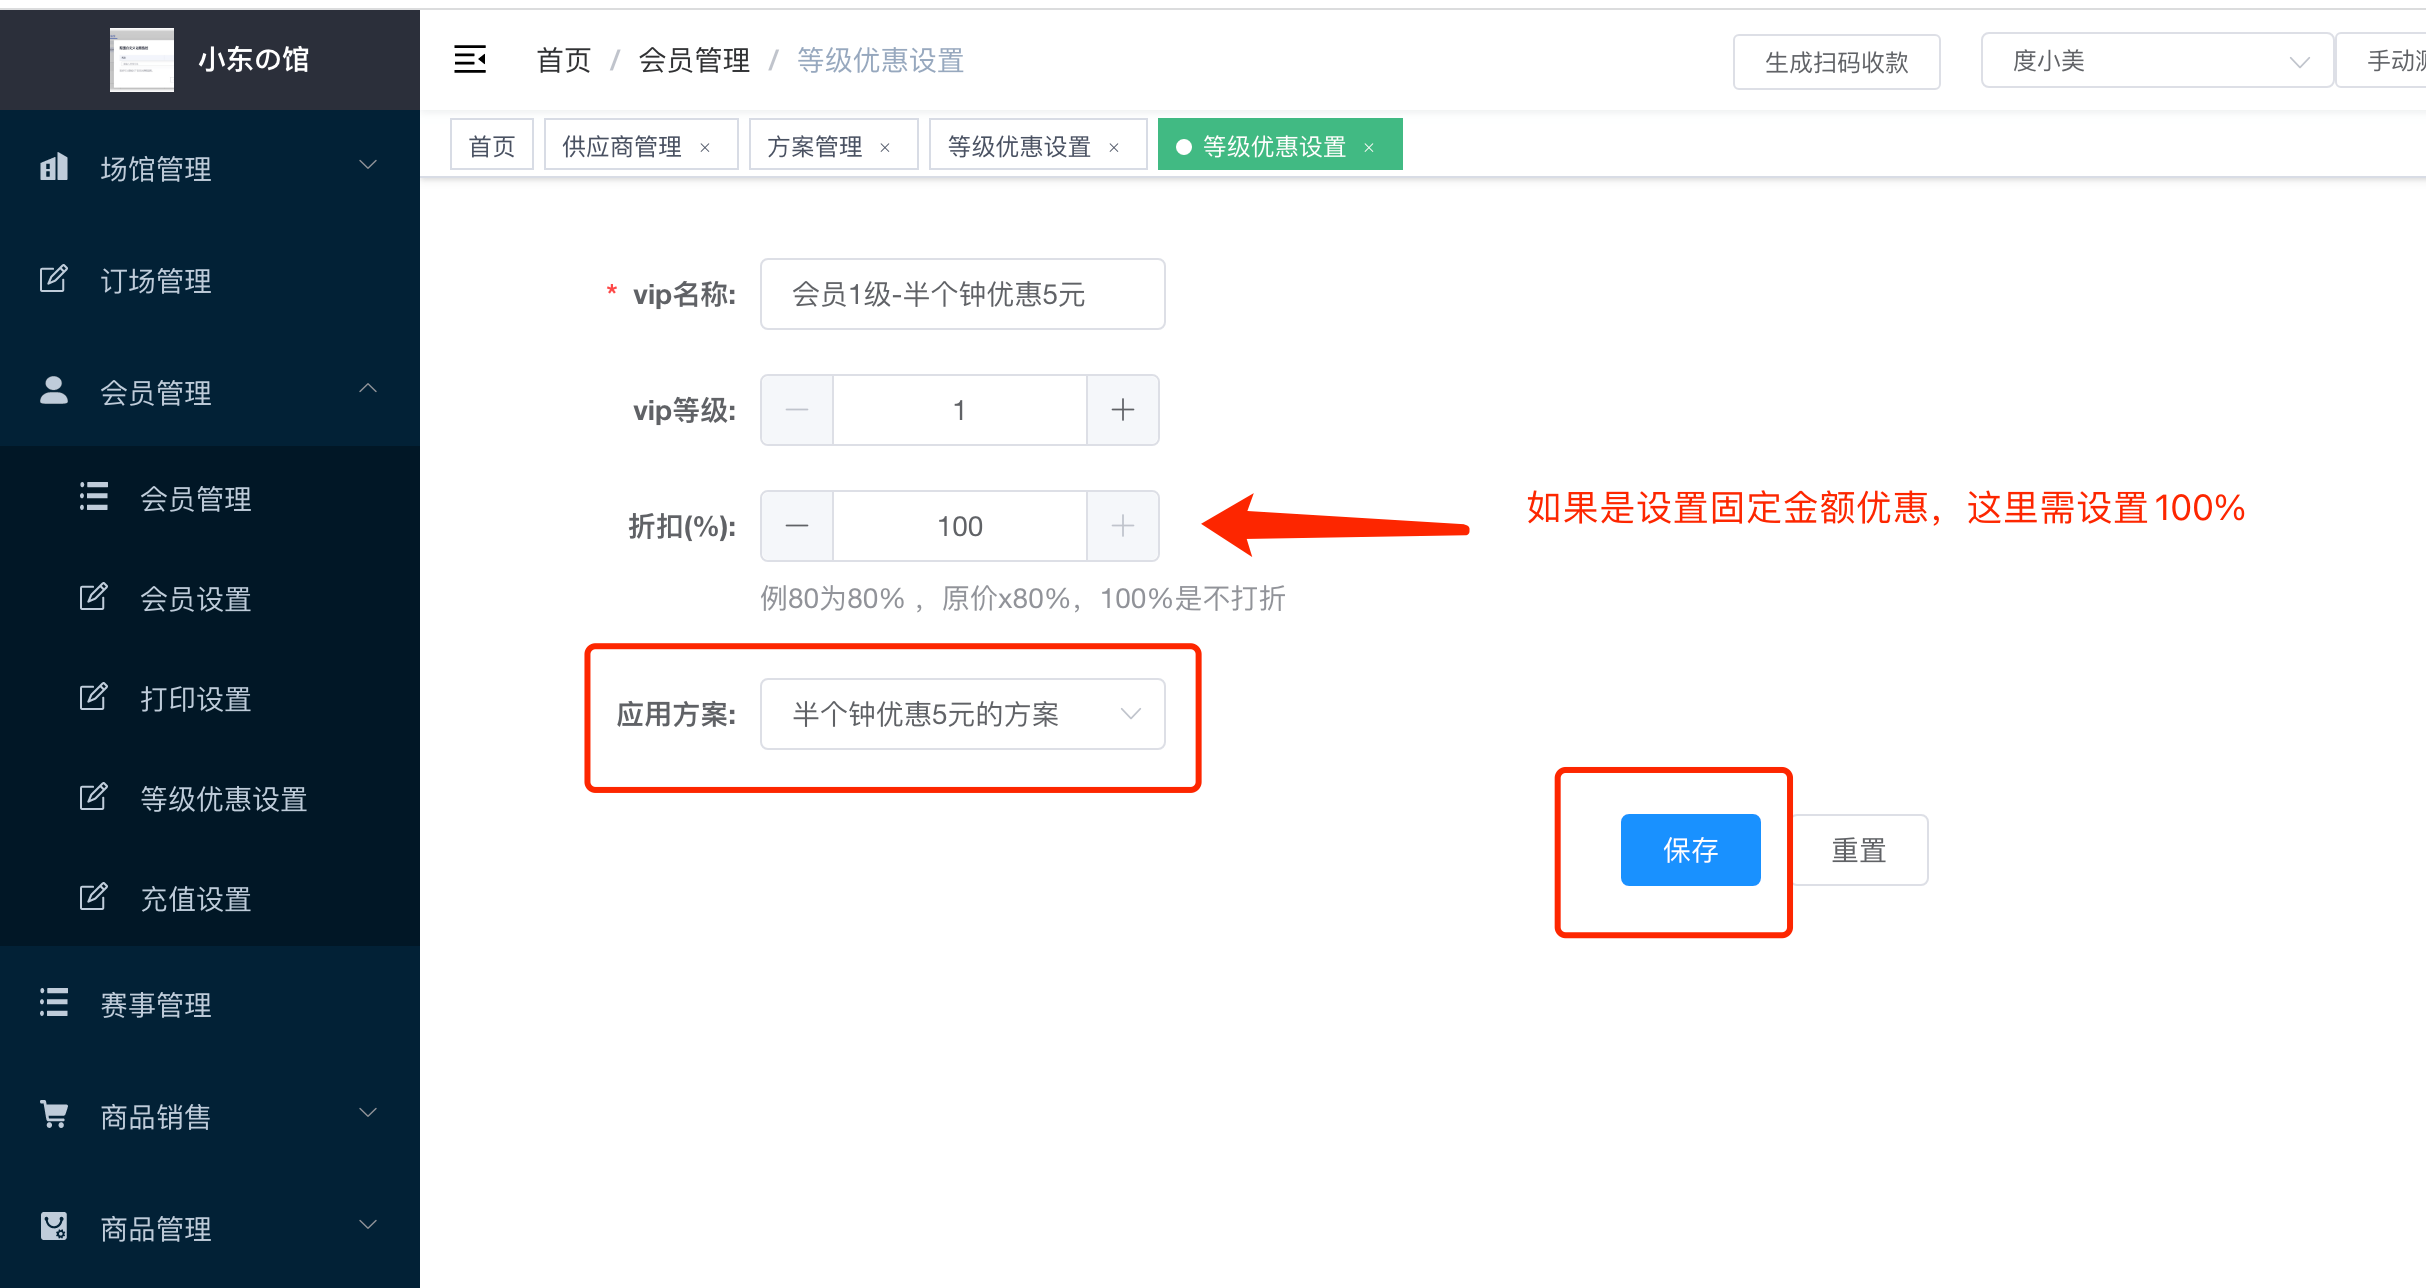 小东の馆
首页 / 会员管理 / 等级优惠设置
生成扫码收款
度小美
手动
首页
供应商管理 ×
方案管理 ×
等级优惠设置 ×
等级优惠设置 ×
场馆管理
订场管理
会员管理
会员管理
会员设置
打印设置
等级优惠设置
充值设置
赛事管理
商品销售
商品管理
* vip名称: 会员1级-半个钟优惠5元
vip等级: 1
折扣(%): 100
如果是设置固定金额优惠，这里需设置100%
例80为80% ，原价x80%，100%是不打折
应用方案: 半个钟优惠5元的方案
保存
重置